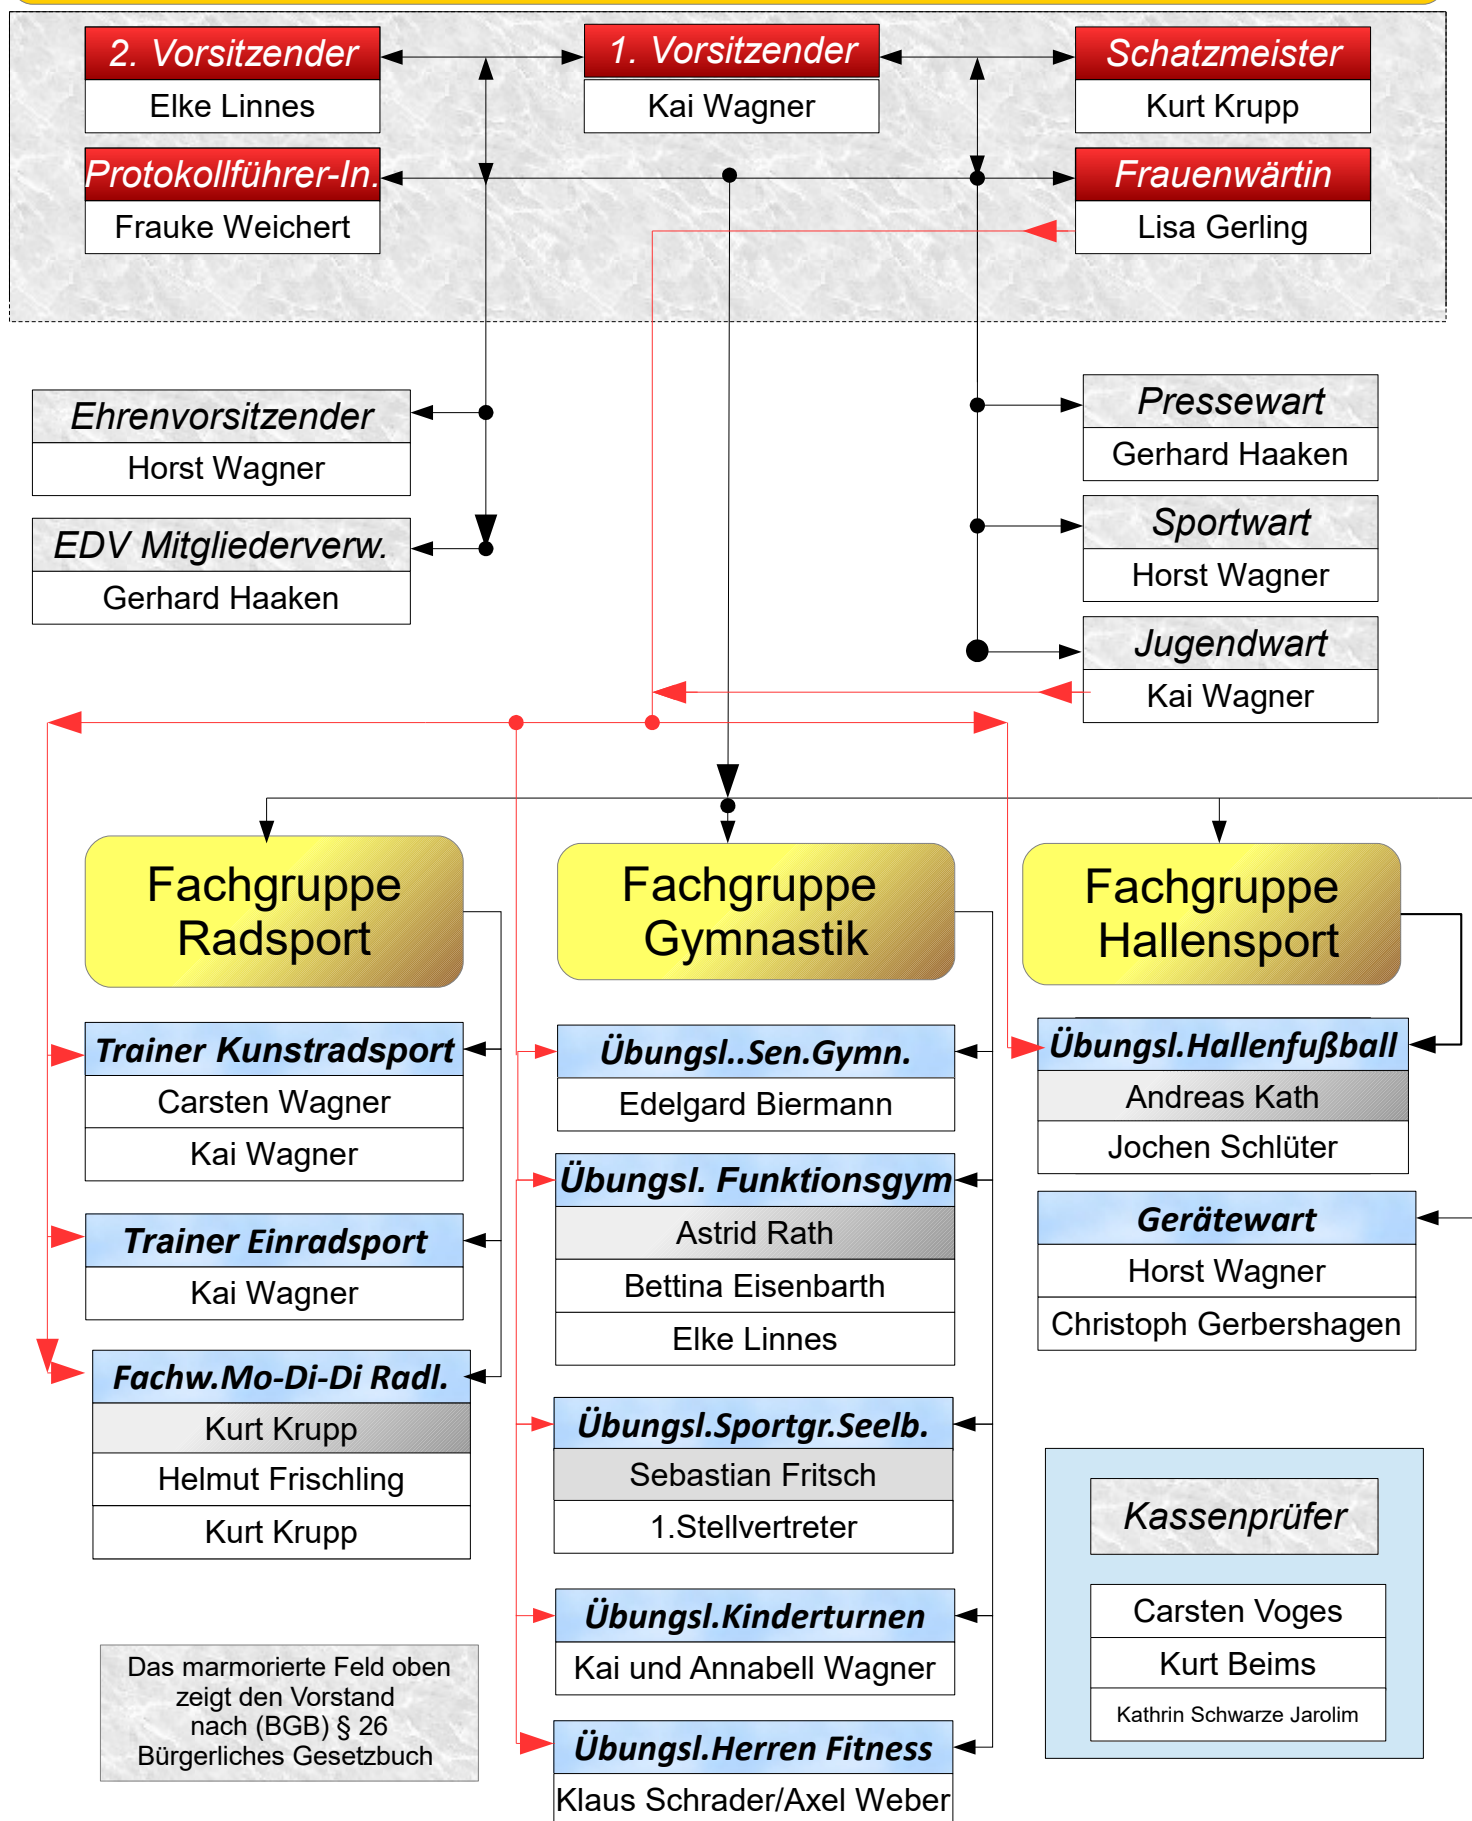 2. Vorsitzender
Elke Linnes
1. Vorsitzender
Kai Wagner
Schatzmeister
Kurt Krupp
Protokollführer-In.
Frauke Weichert
Frauenwärtin
Lisa Gerling
Ehrenvorsitzender
Horst Wagner
EDV Mitgliederverw.
Gerhard Haaken
Pressewart
Gerhard Haaken
Sportwart
Horst Wagner
Jugendwart
Kai Wagner
Fachgruppe
Radsport
Trainer Kunstradsport
Carsten Wagner
Kai Wagner
Trainer Einradsport
Kai Wagner
Fachw.Mo-Di-Di Radl.
Kurt Krupp
Helmut Frischling
Kurt Krupp
Fachgruppe
Gymnastik
Übungsl..Sen.Gymn.
Edelgard Biermann
Übungsl. Funktionsgym
Astrid Rath
Bettina Eisenbarth
Elke Linnes
Übungsl.Sportgr.Seelb.
Sebastian Fritsch
1.Stellvertreter
Übungsl.Kinderturnen
Kai und Annabell Wagner
Übungsl.Herren Fitness
Klaus Schrader/Axel Weber
Fachgruppe
Hallensport
Übungsl.Hallenfußball
Andreas Kath
Jochen Schlüter
Gerätewart
Horst Wagner
Christoph Gerbershagen
Kassenprüfer
Carsten Voges
Kurt Beims
Kathrin Schwarze Jarolim
Das marmorierte Feld oben
zeigt den Vorstand
nach (BGB) § 26
Bürgerliches Gesetzbuch